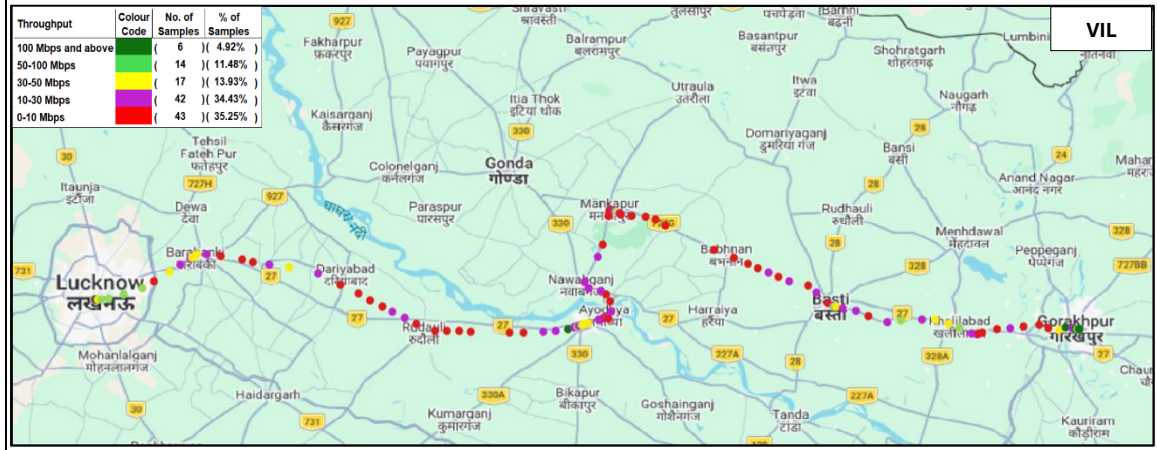 Throughput Colour Code No. of Samples % of Samples
100 Mbps and above ( 6 )( 4.92% )
50-100 Mbps ( 14 )( 11.48% )
30-50 Mbps ( 17 )( 13.93% )
10-30 Mbps ( 42 )( 34.43% )
0-10 Mbps ( 43 )( 35.25% )
VIL
927
श्रावस्ती
Fakharpur
फ़करपुर
Payagpur
पयागपुर
Balrampur
बलरामपुर
Basantpur
बसंतपुर
Shohratgarh
शोहरतगढ़
Lumbini
Utraula
उतरौला
Itwa
इटवा
Naugarh
नौगढ़
Kaisarganj
कैसरगंज
Itia Thok
इटिया थोक
330
28
Domariyaganj
डुमरिया गंज
Bansi
बंसी
24
Tehsil
Fateh Pur
फतेहपुर
30
Colonelganj
कर्नलगंज
Gonda
गोण्डा
Anand Nagar
आनंद नगर
Itaunja
इटौंजा
727H
927
28
Dewa
देवा
घाघरा नदी
Paraspur
पारसपुर
Mankapur
330
Rudhauli
रुधौली
28
Menhdawal
मेंहदावल
Peppeganj
पेप्पेगंज
328
727BB
731
Lucknow
लखनऊ
27
Dariyabad
दरियाबाद
328
Nawabganj
Babhnan
बभनान
Basti
बस्ती
27
Khalilabad
Gorakhpur
गोरखपुर
27
Rudauli
रुदौली
Ayodhya
27
Harraiya
हरैया
Mohanlalganj
मोहनलालगंज
330
227A
28
328A
27
30
Haidargarh
731
330A
Kumarganj
कुमारगंज
Bikapur
बीकापुर
Goshainganj
गोशैनगंज
Tanda
टांडा
227A
Kauriram
कौड़ीराम